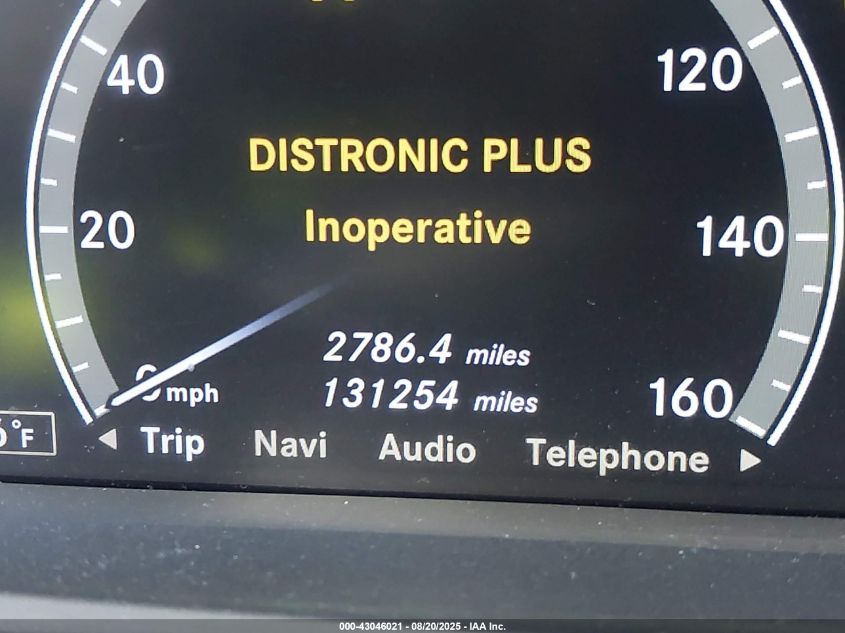 40
120
DISTRONIC PLUS
20
Inoperative
140
2786.4 miles
mph
131254 miles
160
°F
Trip Navi Audio Telephone
000-43046021 - 08/20/2025 - IAA Inc.